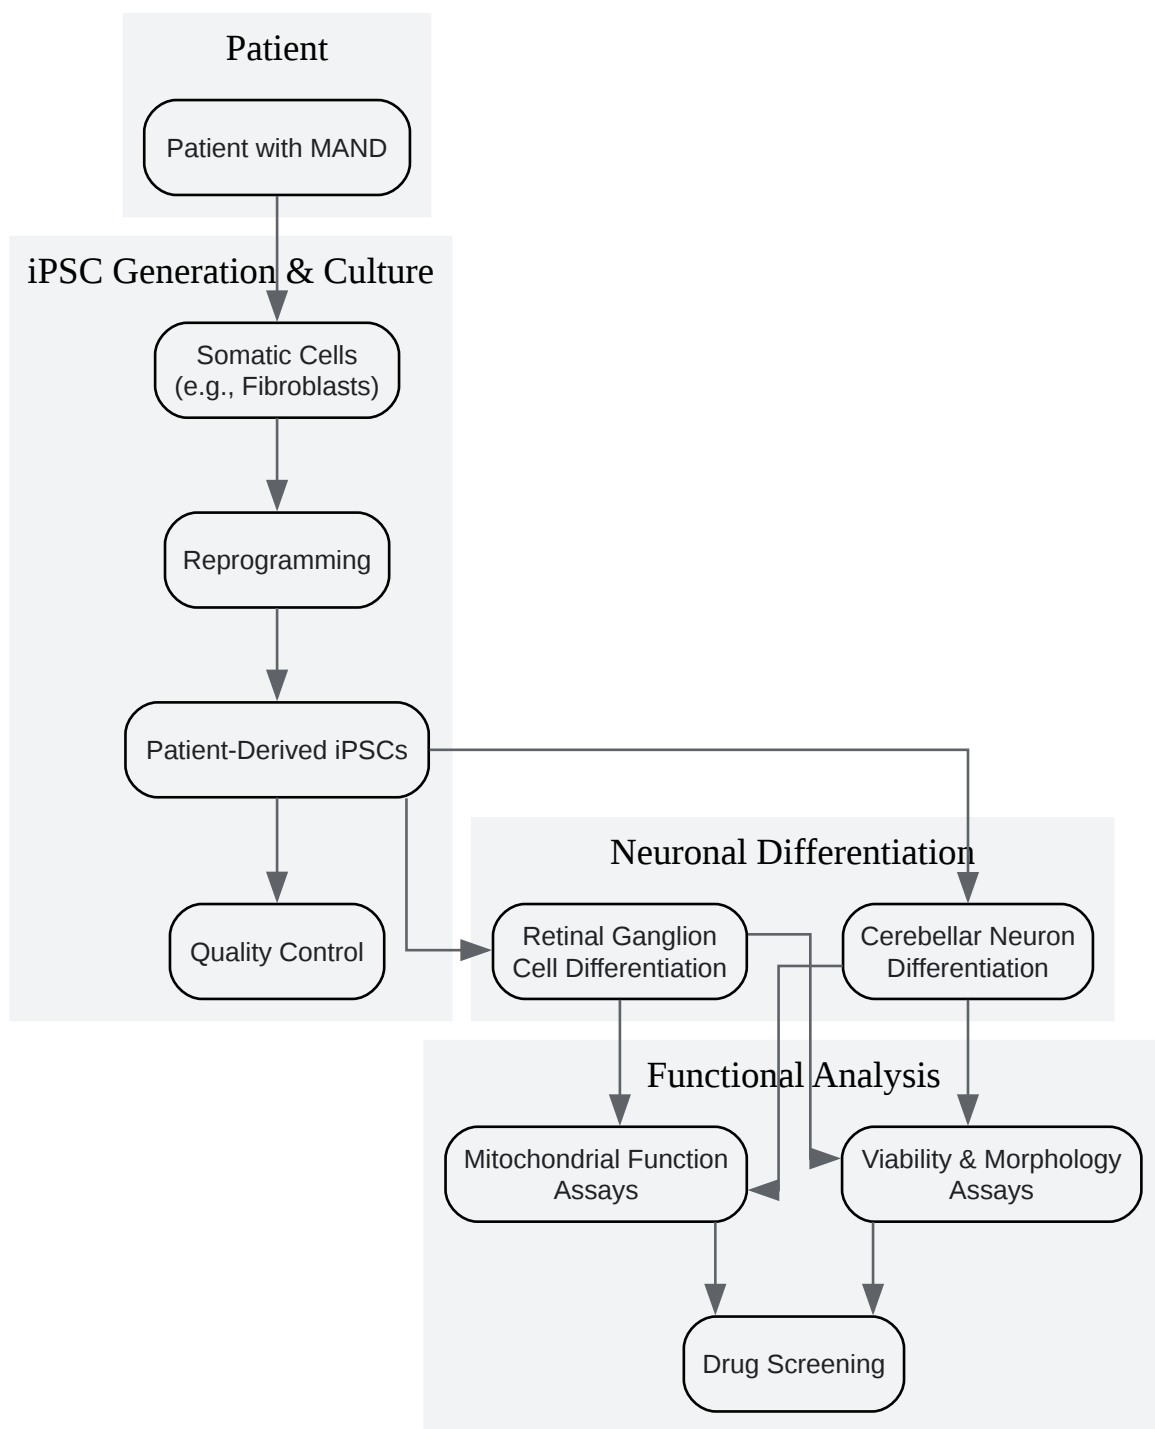 Patient
Patient with MAND
iPSC Generation & Culture
Somatic Cells
(e.g., Fibroblasts)
Reprogramming
Patient-Derived iPSCs
Quality Control
Neuronal Differentiation
Retinal Ganglion
Cell Differentiation
Cerebellar Neuron
Differentiation
Functional Analysis
Mitochondrial Function
Assays
Viability & Morphology
Assays
Drug Screening